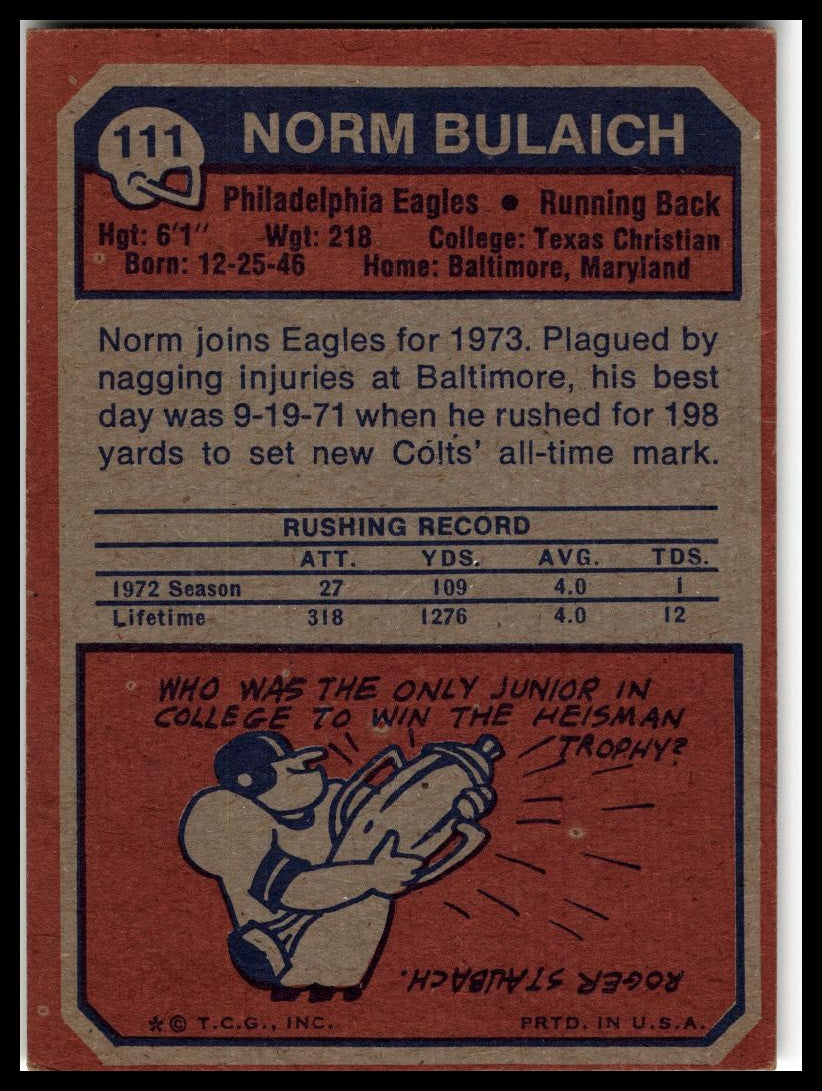 111 NORM BULAICH
Philadelphia Eagles • Running Back
Hgt: 6'1" Wgt: 218 College: Texas Christian
Born: 12-25-46 Home: Baltimore, Maryland
Norm joins Eagles for 1973. Plagued by
nagging injuries at Baltimore, his best
day was 9-19-71 when he rushed for 198
yards to set new Colts' all-time mark.
RUSHING RECORD
ATT. YDS. AVG. TDS.
1972 Season 27 109 4.0 1
Lifetime 318 1276 4.0 12
WHO WAS THE ONLY JUNIOR IN
COLLEGE TO WIN THE HEISMAN
TROPHY?
ROGER STAUBACH.
*© T.C.G., INC. PRTD. IN U.S.A.